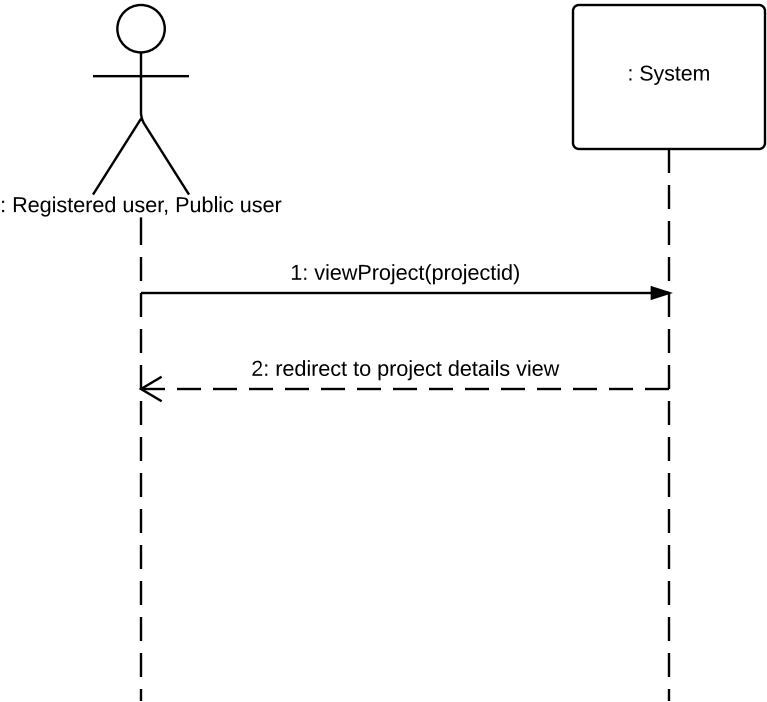 : System
: Registered user, Public user
1: viewProject(projectid)
2: redirect to project details view